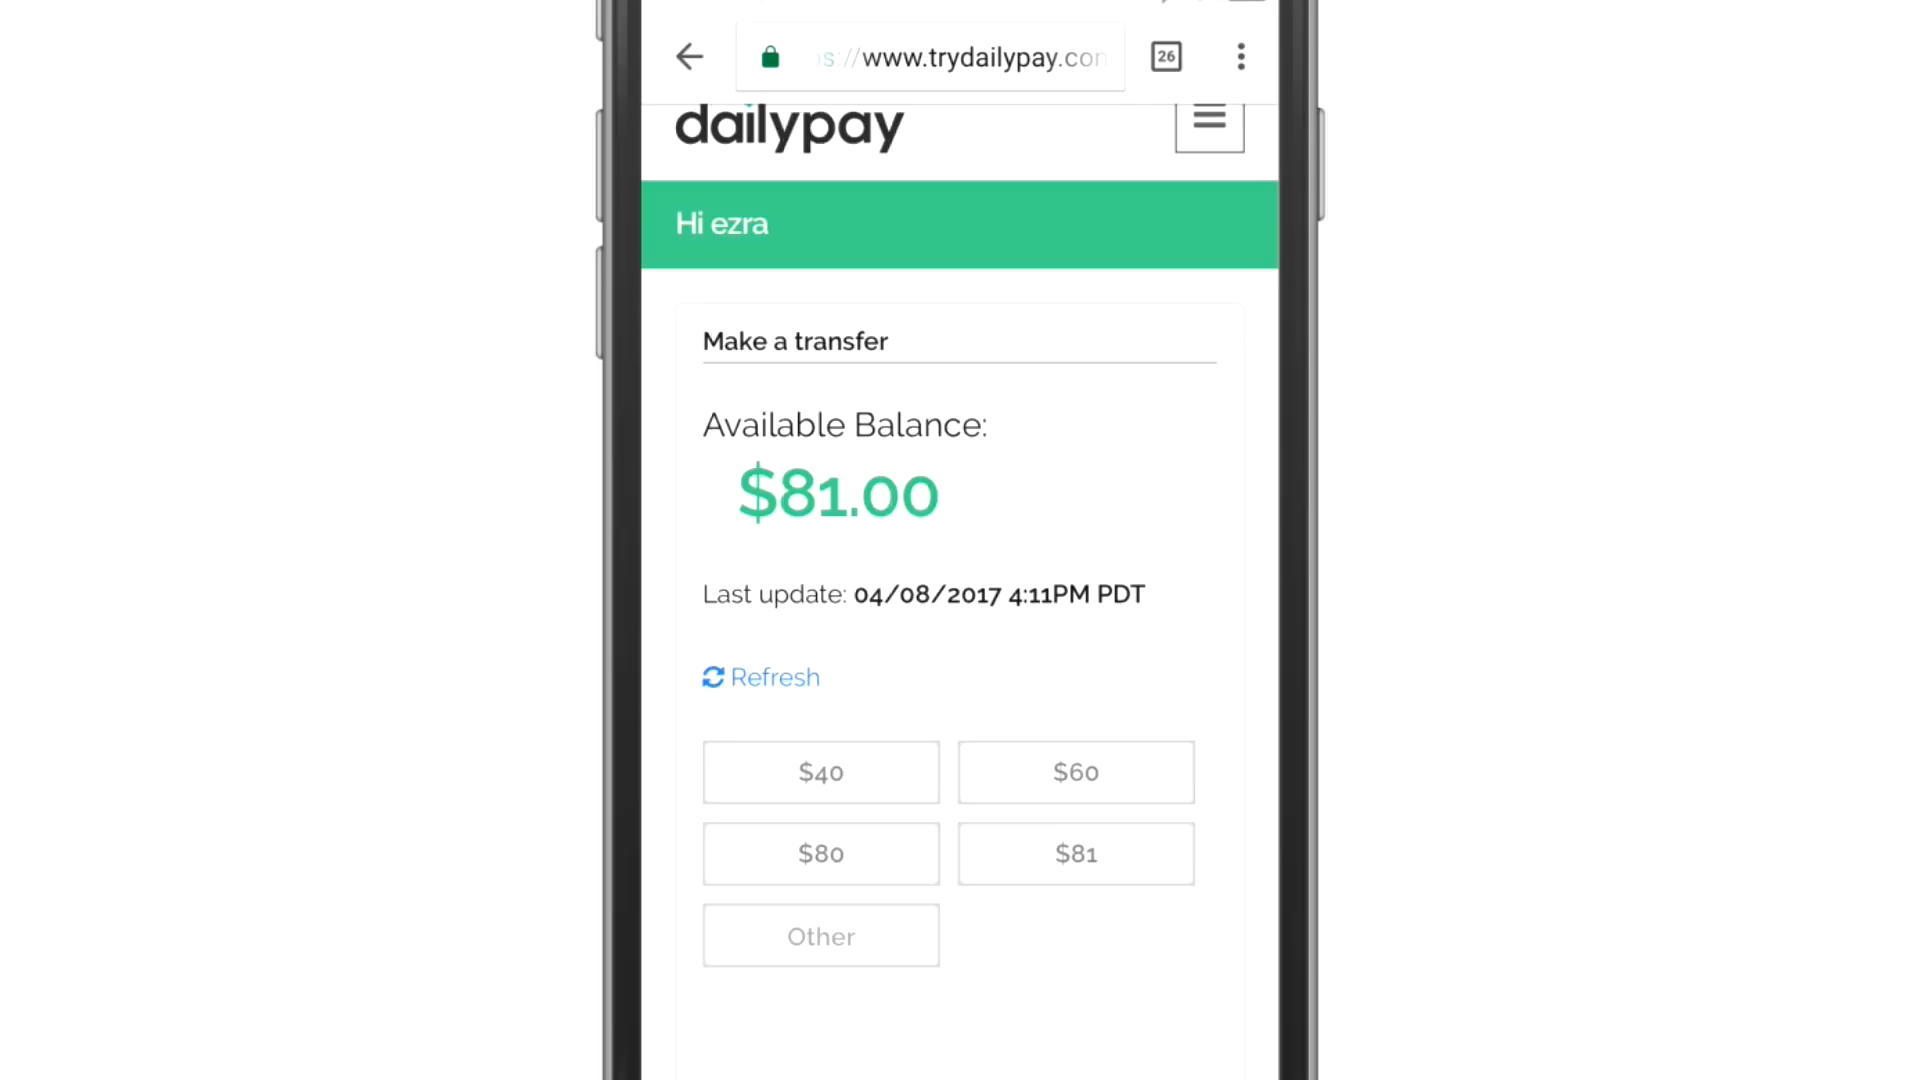 s://www.trydailypay.com
26
dailypay
Hi ezra
Make a transfer
Available Balance:
$81.00
Last update: 04/08/2017 4:11PM PDT
Refresh
$40
$60
$80
$81
Other